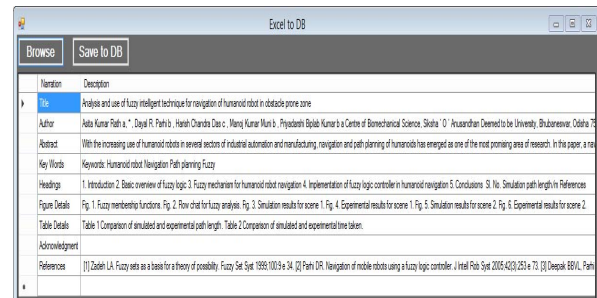 Excel to DB
Browse Save to DB
Narration Description
Title Analysis and use of fuzzy intelligent technique for navigation of humanoid robot in obstacle prone zone
Author Asita Kumar Rath a, * , Dayal R. Parhi b , Harish Chandra Das c , Manoj Kumar Muni b , Priyadarshi Biplab Kumar b a Centre of Biomechanical Science, Siksha ` O ` Anusandhan Deemed to be University, Bhubaneswar, Odisha 75
Abstract With the increasing use of humanoid robots in several sectors of industrial automation and manufacturing, navigation and path planning of humanoids has emerged as one of the most promising area of research. In this paper, a nav
Key Words Keywords: Humanoid robot Navigation Path planning Fuzzy
Headings 1. Introduction 2. Basic overview of fuzzy logic 3. Fuzzy mechanism for humanoid robot navigation 4. Implementation of fuzzy logic controller in humanoid navigation 5. Conclusions Sl. No. Simulation path length/m References
Figure Details Fig. 1. Fuzzy membership functions. Fig. 2. Flow chat for fuzzy analysis. Fig. 3. Simulation results for scene 1. Fig. 4. Experimental results for scene 1. Fig. 5. Simulation results for scene 2. Fig. 6. Experimental results for scene 2.
Table Details Table 1 Comparison of simulated and experimental path length. Table 2 Comparison of simulated and experimental time taken.
Acknowledgment
References [1] Zadeh LA. Fuzzy sets as a basis for a theory of possibility. Fuzzy Set Syst 1999;100:9 e 34. [2] Parhi DR. Navigation of mobile robots using a fuzzy logic controller. J Intell Rob Syst 2005;42(3):253 e 73. [3] Deepak BBVL, Parhi